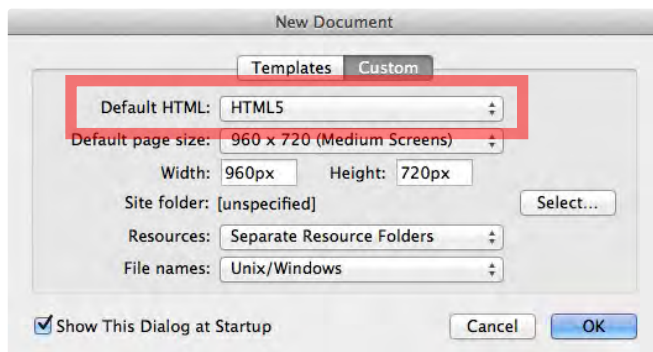 New Document
Templates Custom
Default HTML: HTML5
Default page size: 960 x 720 (Medium Screens)
Width: 960px Height: 720px
Site folder: [unspecified] Select...
Resources: Separate Resource Folders
File names: Unix/Windows
Show This Dialog at Startup Cancel OK